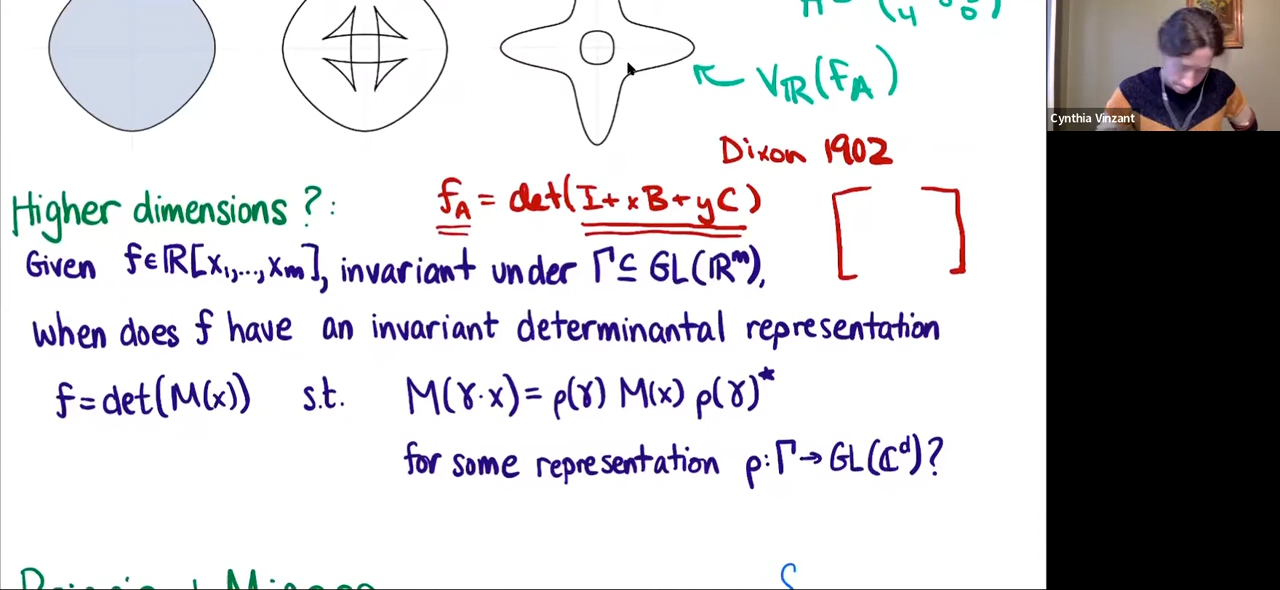 V_ℝ(f_A)
Cynthia Vinzant
Dixon 1902
Higher dimensions ?:
f_A = det(I + xB + yC)
Given f ∈ ℝ[x₁,...,x_m], invariant under Γ ⊆ GL(ℝᵐ),
when does f have an invariant determinantal representation
f = det(M(x)) s.t. M(γ·x) = ρ(γ) M(x) ρ(γ)*
for some representation ρ: Γ → GL(ℂᵈ)?